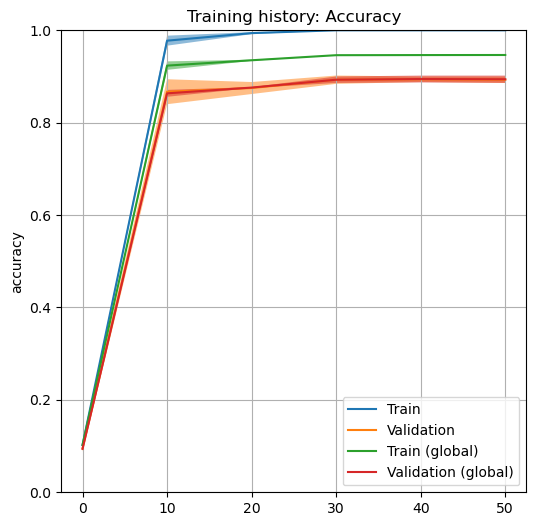 Training history: Accuracy
1.0
0.8
0.6
0.4
0.2
0.0
accuracy
0
10
20
30
40
50
Train
Validation
Train (global)
Validation (global)